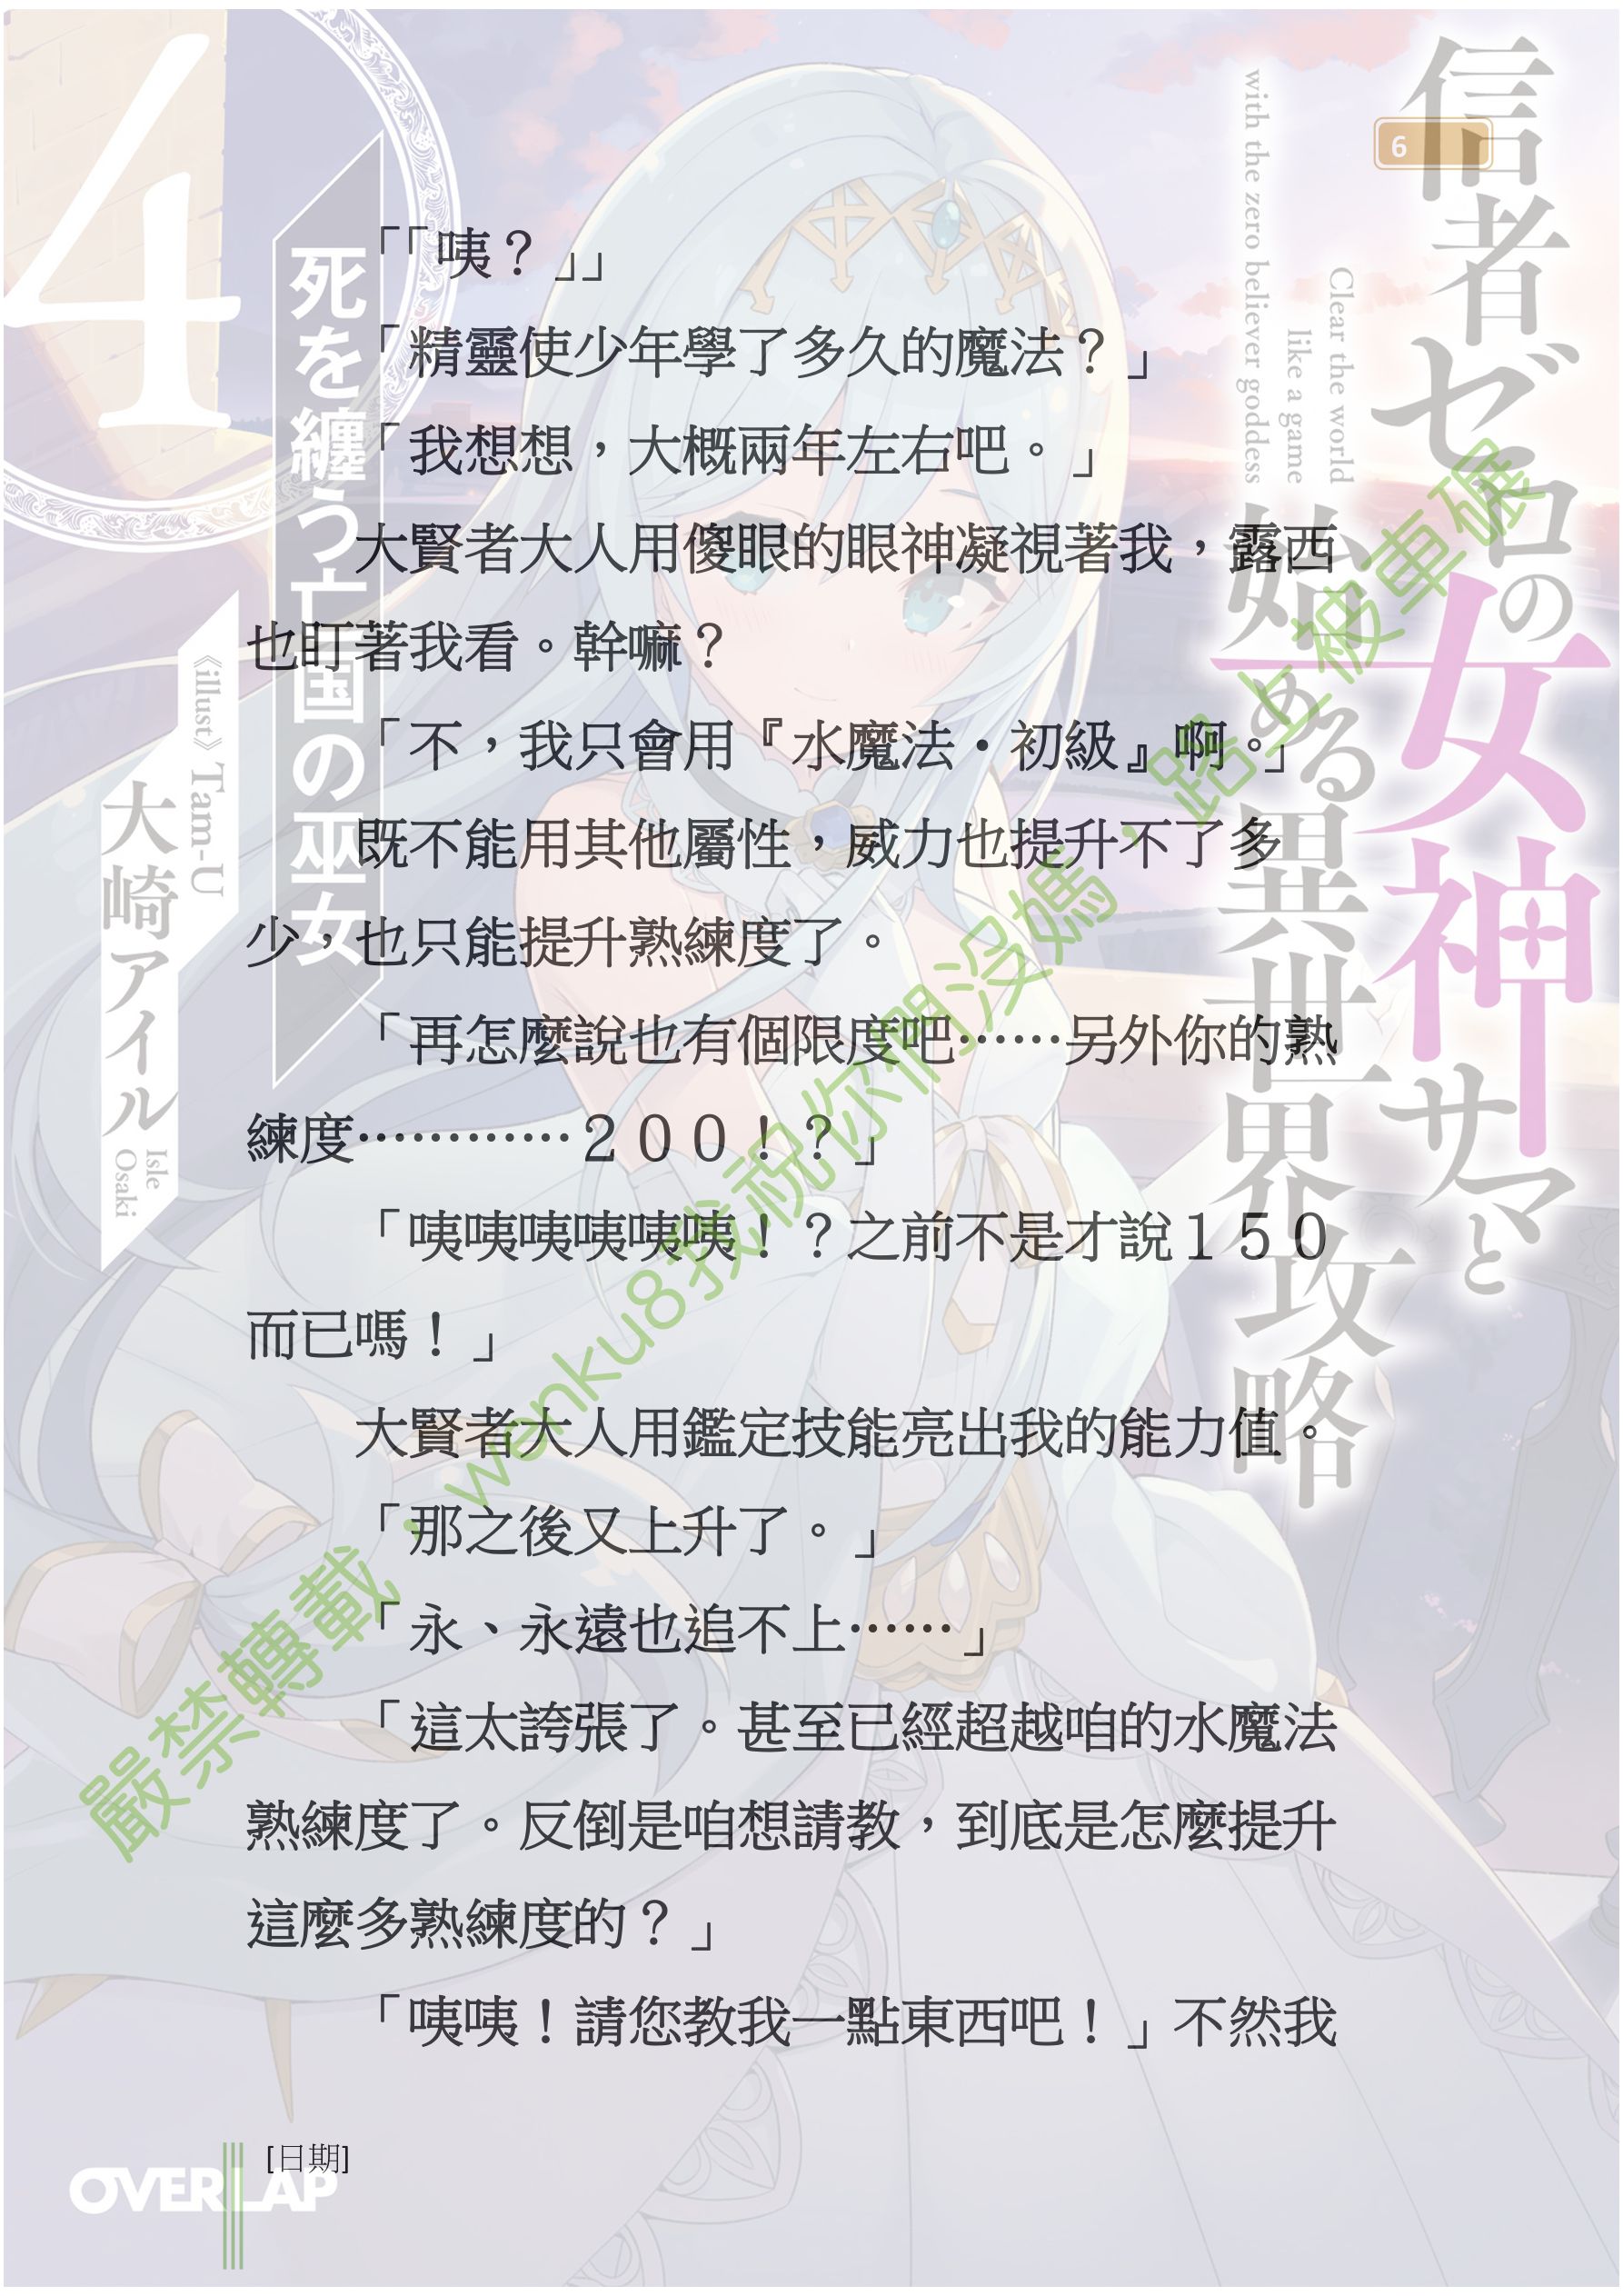 信者ゼロの女神サマと
始める異世界攻略
Clear the world
like a game
with the zero believer goddess
4
死を纏う亡国の巫女
《illust》Tam-U
大崎アイル
Isle
Osaki
6
「「咦？」」
「精靈使少年學了多久的魔法？」
「我想想，大概兩年左右吧。」
大賢者大人用傻眼的眼神凝視著我，露西
也盯著我看。幹嘛？
「不，我只會用『水魔法・初級』啊。」
既不能用其他屬性，威力也提升不了多
少，也只能提升熟練度了。
「再怎麼說也有個限度吧……另外你的熟
練度…………２００！？」
「咦咦咦咦咦咦！？之前不是才說１５０
而已嗎！」
大賢者大人用鑑定技能亮出我的能力值。
「那之後又上升了。」
「永、永遠也追不上……」
「這太誇張了。甚至已經超越咱的水魔法
熟練度了。反倒是咱想請教，到底是怎麼提升
這麼多熟練度的？」
「咦咦！請您教我一點東西吧！」不然我
嚴禁轉載，wenku8我祝你們沒媽，路上被車碾
[日期]
OVERLAP